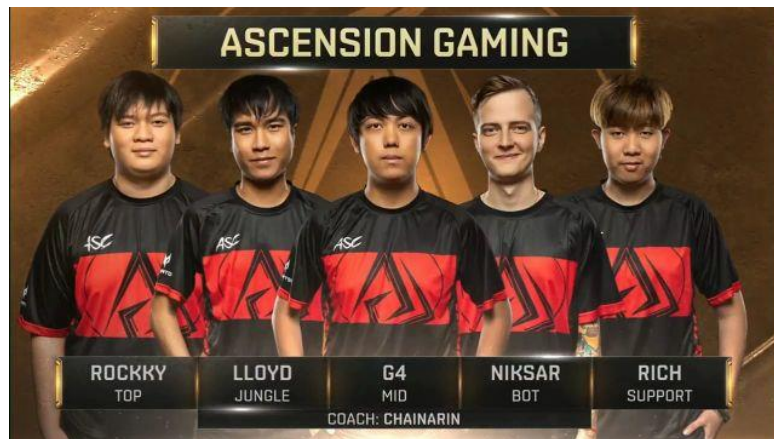 ASCENSION GAMING
ASC
ASC
ASC
ROCKKY
TOP
LLOYD
JUNGLE
G4
MID
NIKSAR
BOT
RICH
SUPPORT
COACH: CHAINARIN